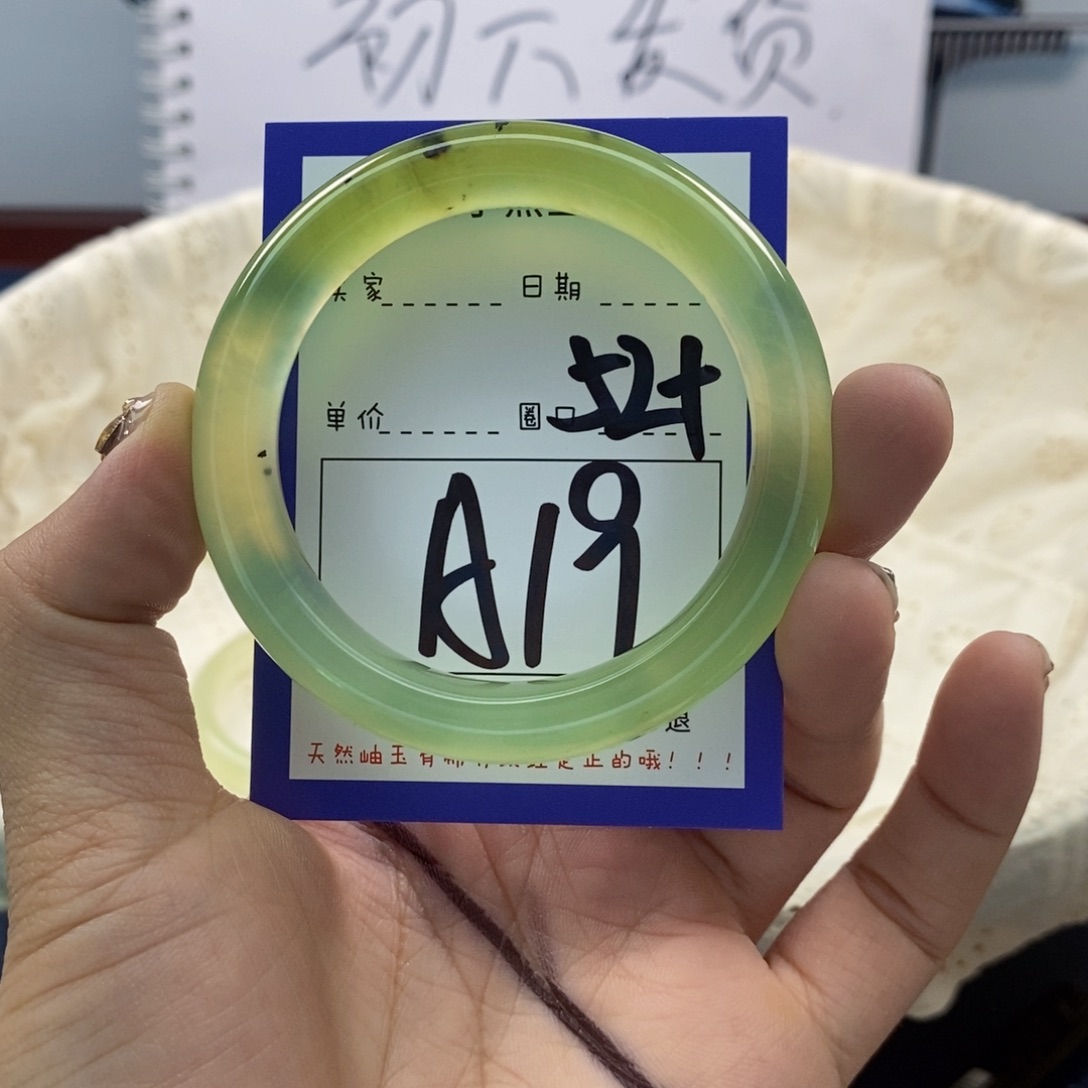 初六发货
家 日期
单价 圈口
A19
退
天然岫玉有 正的哦！！！